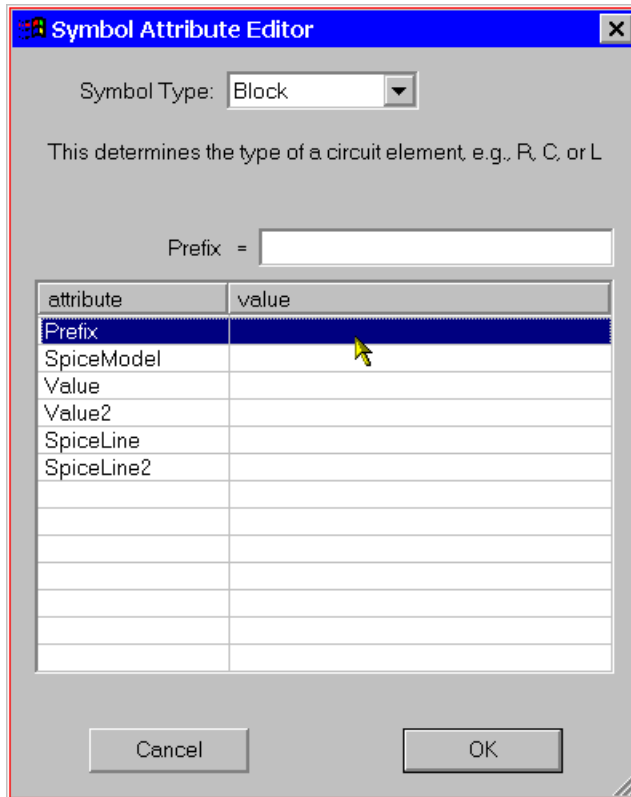 Symbol Attribute Editor
Symbol Type: Block
This determines the type of a circuit element, e.g., R, C, or L
Prefix =
attribute value
Prefix
SpiceModel
Value
Value2
SpiceLine
SpiceLine2
Cancel OK